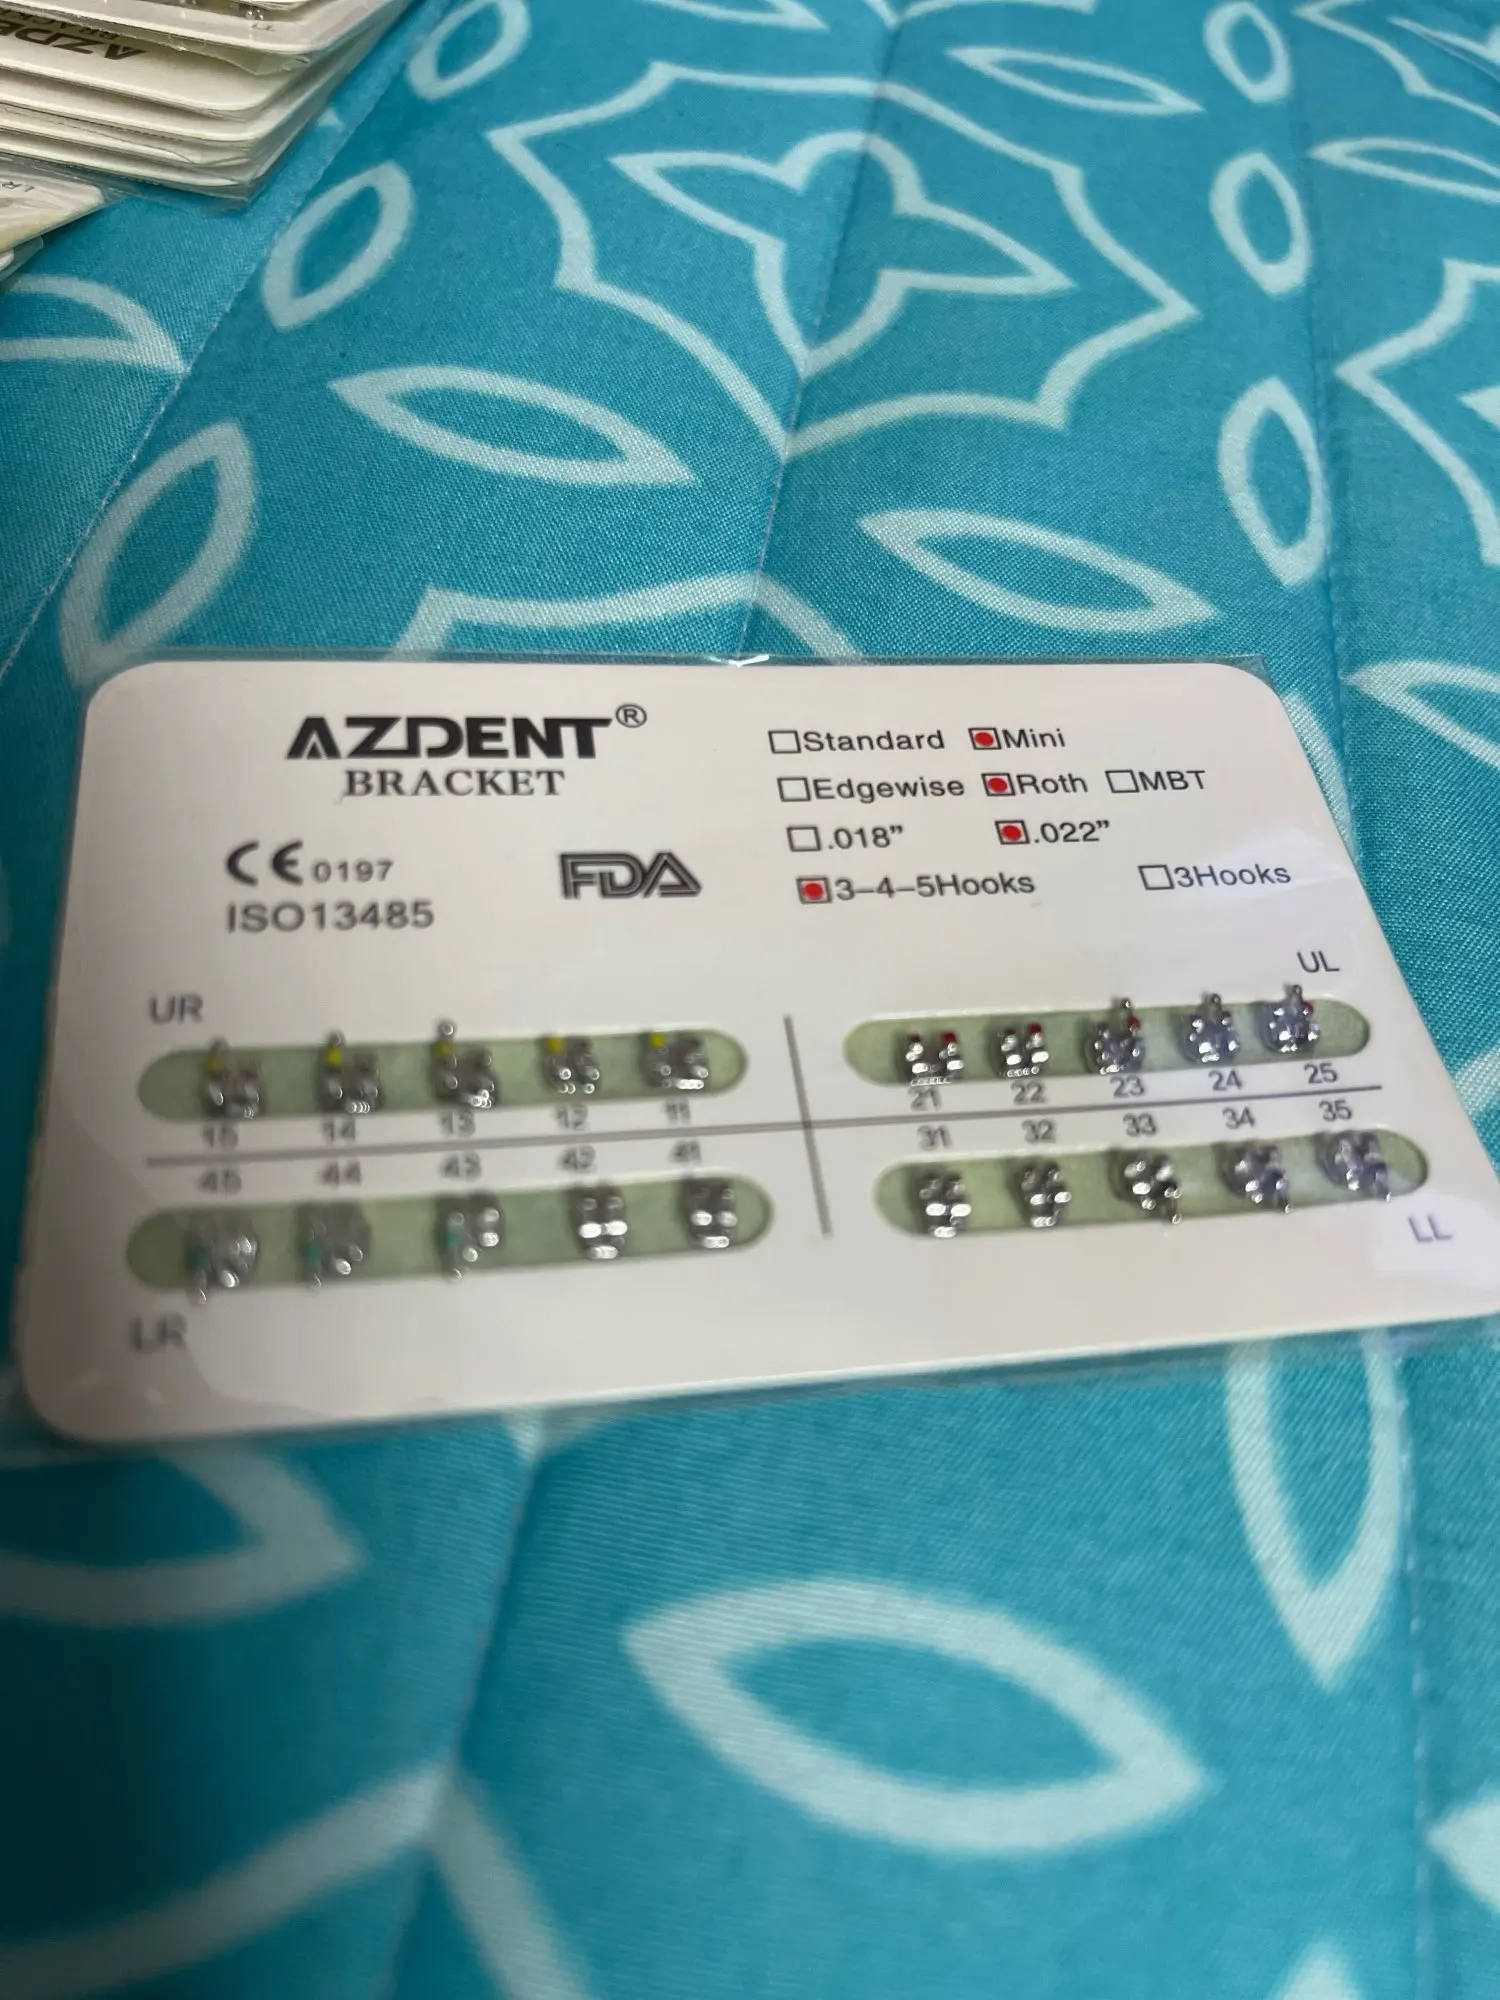 AZDE
LR
AZDENT®
BRACKET
CE 0197
ISO13485
FDA
Standard Mini
Edgewise Roth MBT
.018” .022”
3-4-5Hooks 3Hooks
UR
UL
15 14 13 12 11
21 22 23 24 25
45 44 43 42 41
31 32 33 34 35
LR
LL